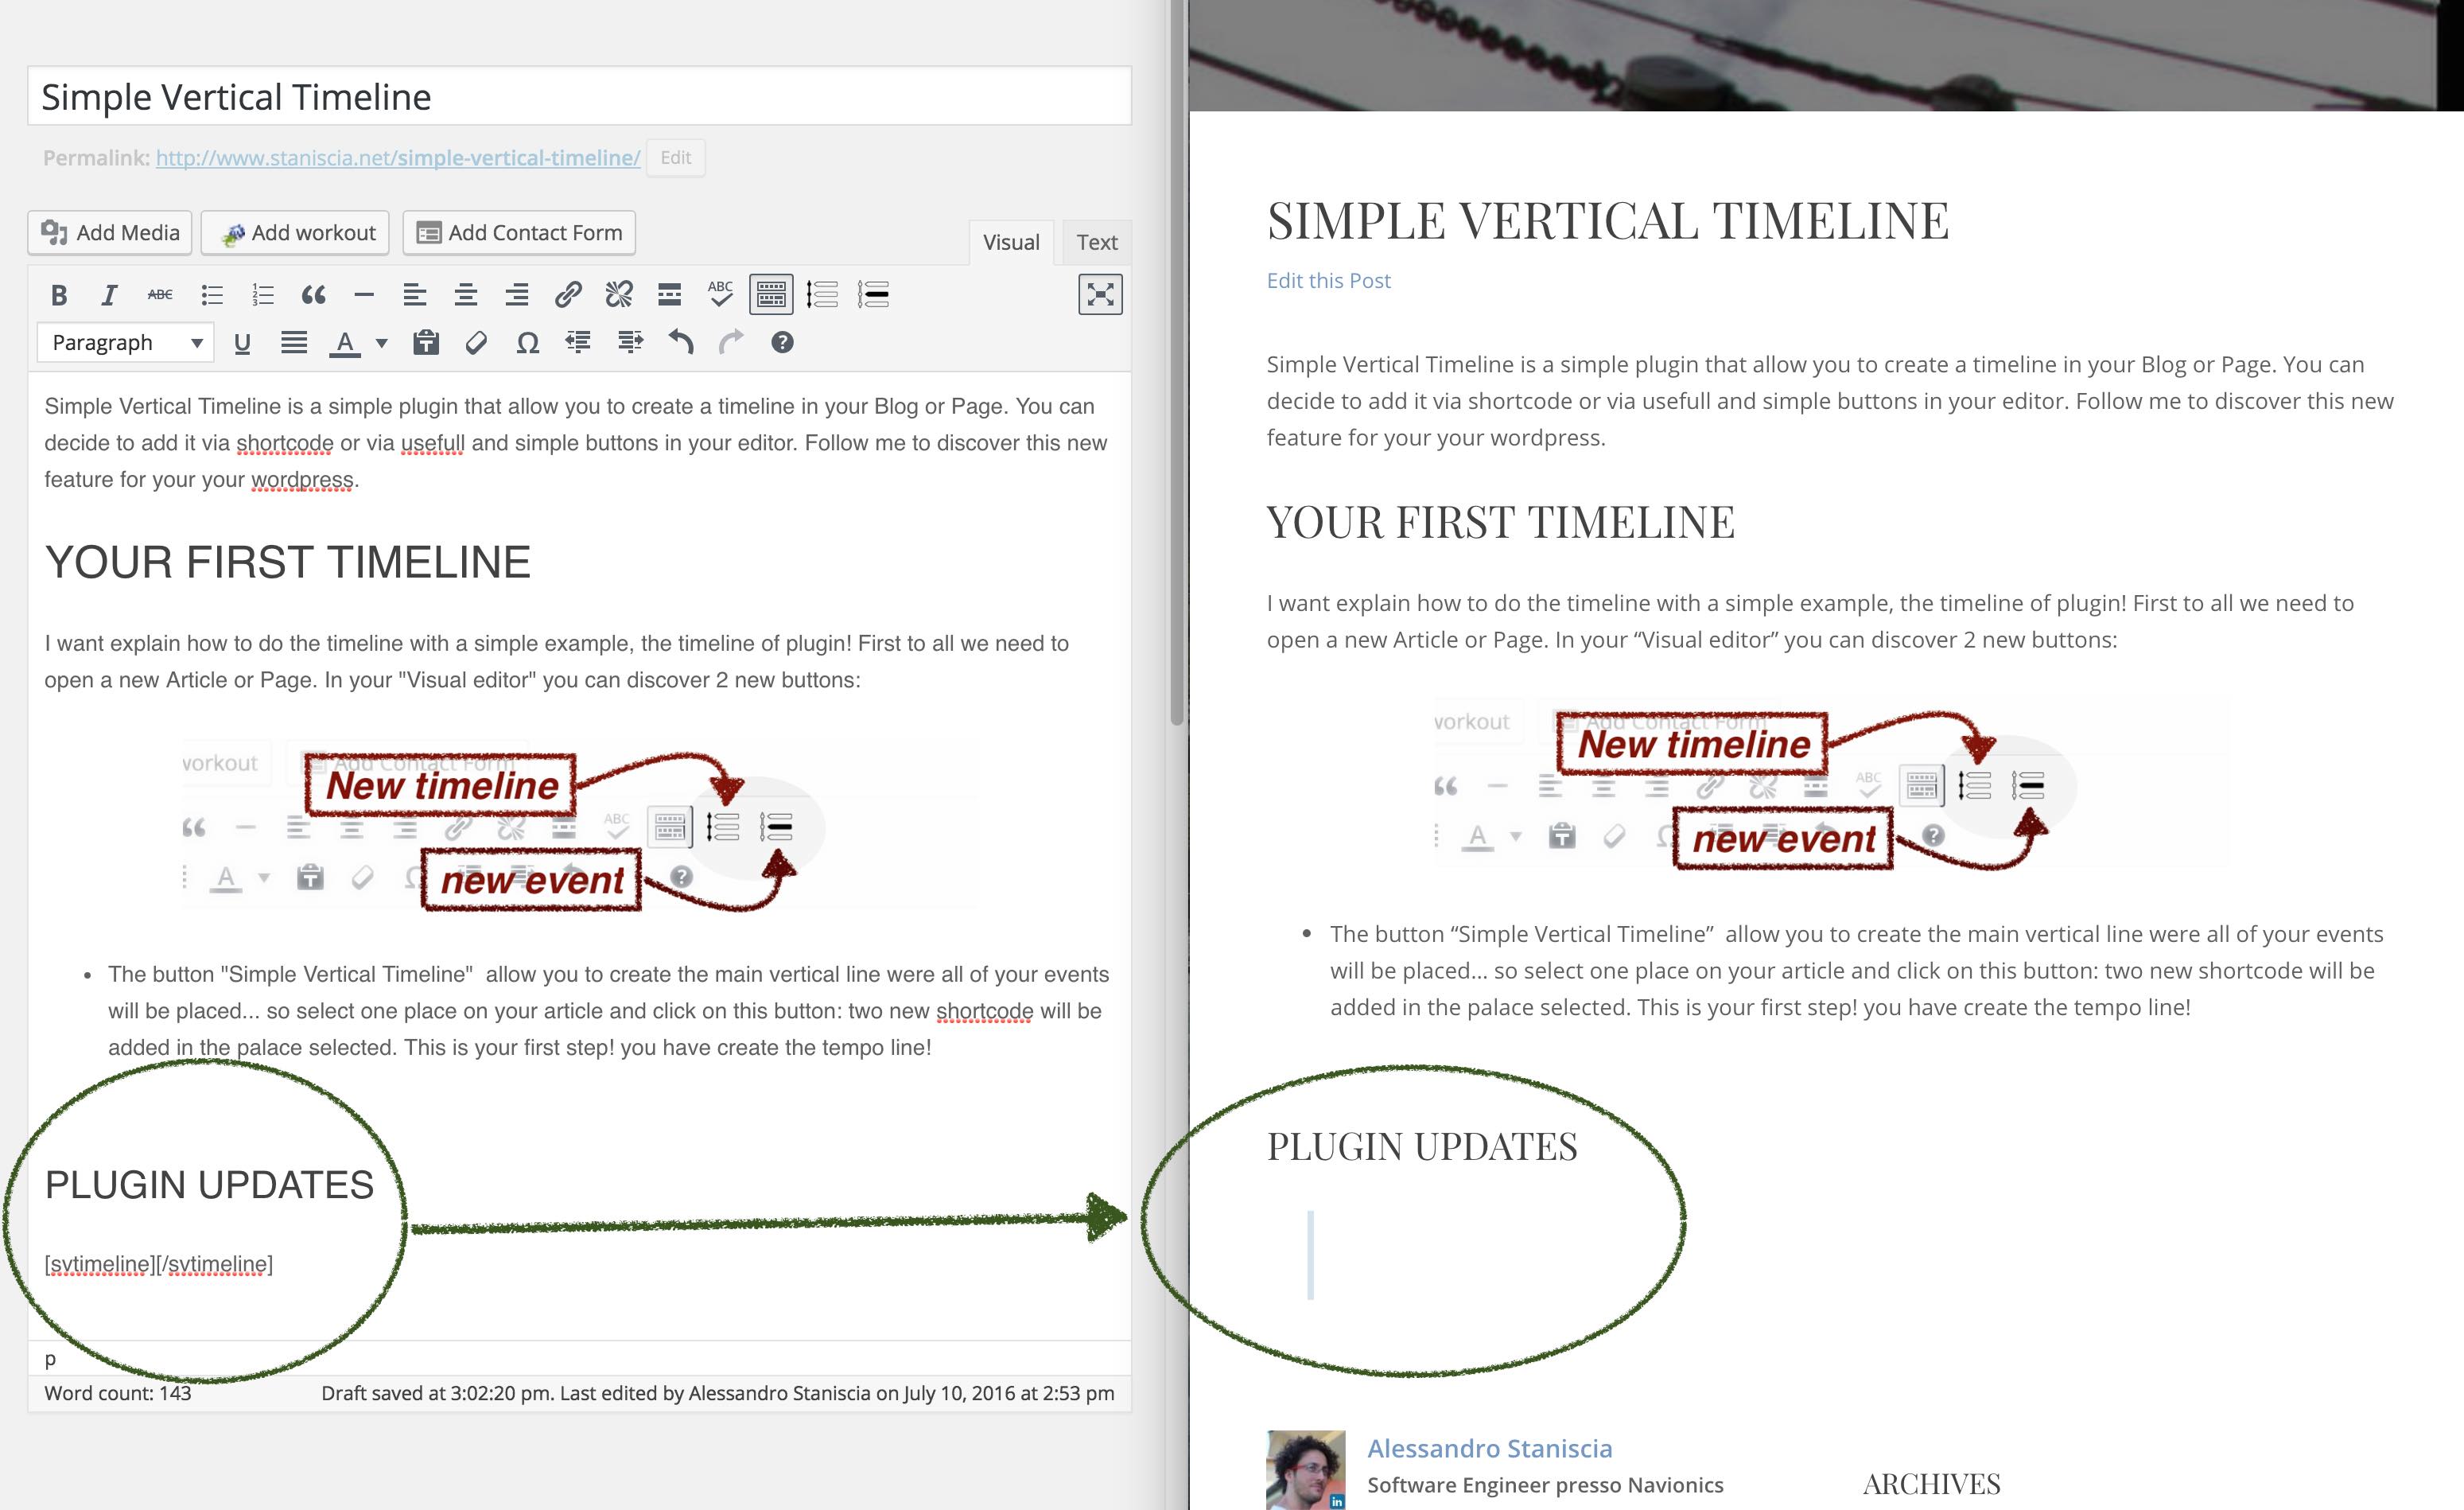 Simple Vertical Timeline
Permalink: http://www.staniscia.net/simple-vertical-timeline/ Edit
Add Media Add workout Add Contact Form
Visual Text
B I ABC ABC
Paragraph U A Ω ?
Simple Vertical Timeline is a simple plugin that allow you to create a timeline in your Blog or Page. You can
decide to add it via shortcode or via usefull and simple buttons in your editor. Follow me to discover this new
feature for your your wordpress.
YOUR FIRST TIMELINE
I want explain how to do the timeline with a simple example, the timeline of plugin! First to all we need to
open a new Article or Page. In your "Visual editor" you can discover 2 new buttons:
workout Add Contact Form
New timeline
ABC
new event
A Ω ?
• The button "Simple Vertical Timeline"  allow you to create the main vertical line were all of your events
will be placed... so select one place on your article and click on this button: two new shortcode will be
added in the palace selected. This is your first step! you have create the tempo line!
PLUGIN UPDATES
[svtimeline][/svtimeline]
p
Word count: 143 Draft saved at 3:02:20 pm. Last edited by Alessandro Staniscia on July 10, 2016 at 2:53 pm
SIMPLE VERTICAL TIMELINE
Edit this Post
Simple Vertical Timeline is a simple plugin that allow you to create a timeline in your Blog or Page. You can
decide to add it via shortcode or via usefull and simple buttons in your editor. Follow me to discover this new
feature for your your wordpress.
YOUR FIRST TIMELINE
I want explain how to do the timeline with a simple example, the timeline of plugin! First to all we need to
open a new Article or Page. In your “Visual editor” you can discover 2 new buttons:
workout Add Contact Form
New timeline
ABC
new event
A Ω ?
• The button “Simple Vertical Timeline”  allow you to create the main vertical line were all of your events
will be placed… so select one place on your article and click on this button: two new shortcode will be
added in the palace selected. This is your first step! you have create the tempo line!
PLUGIN UPDATES
Alessandro Staniscia
Software Engineer presso Navionics
in
ARCHIVES